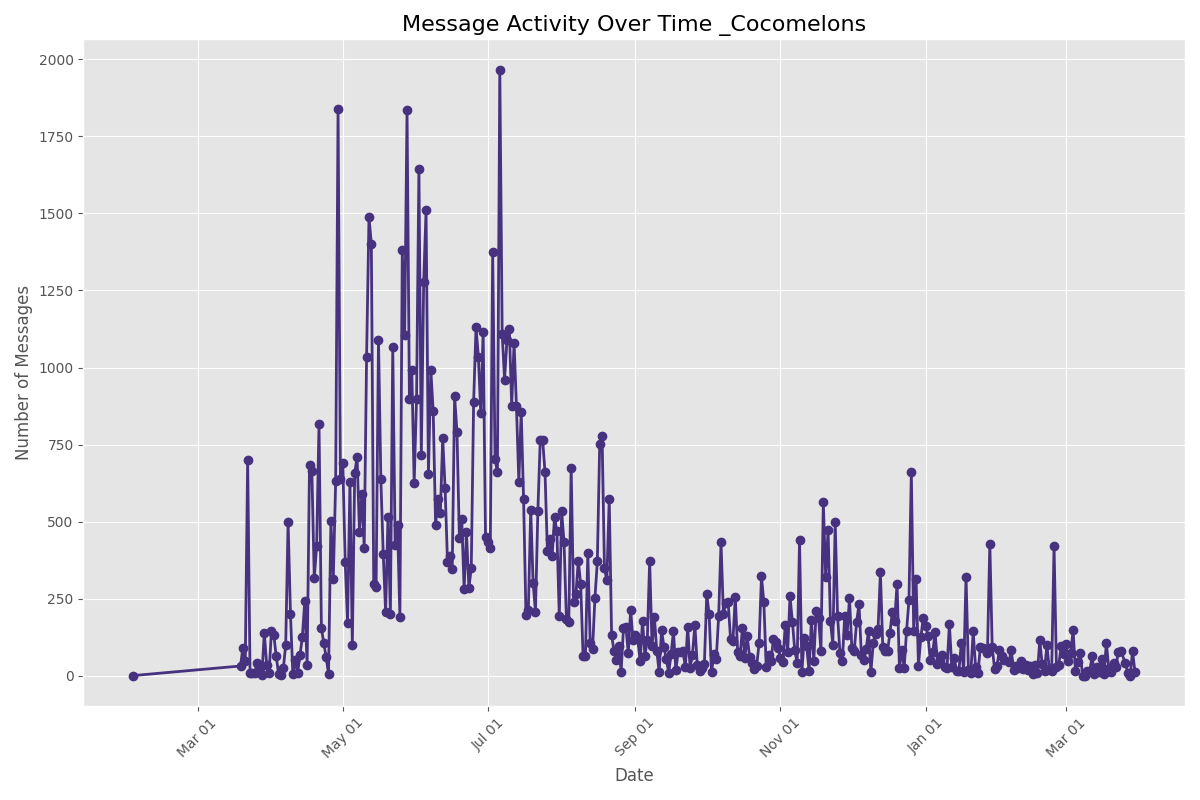 Message Activity Over Time _Cocomelons
2000
1750
1500
1250
1000
750
500
250
0
Number of Messages
Mar 01
May 01
Jul 01
Sep 01
Nov 01
Jan 01
Mar 01
Date